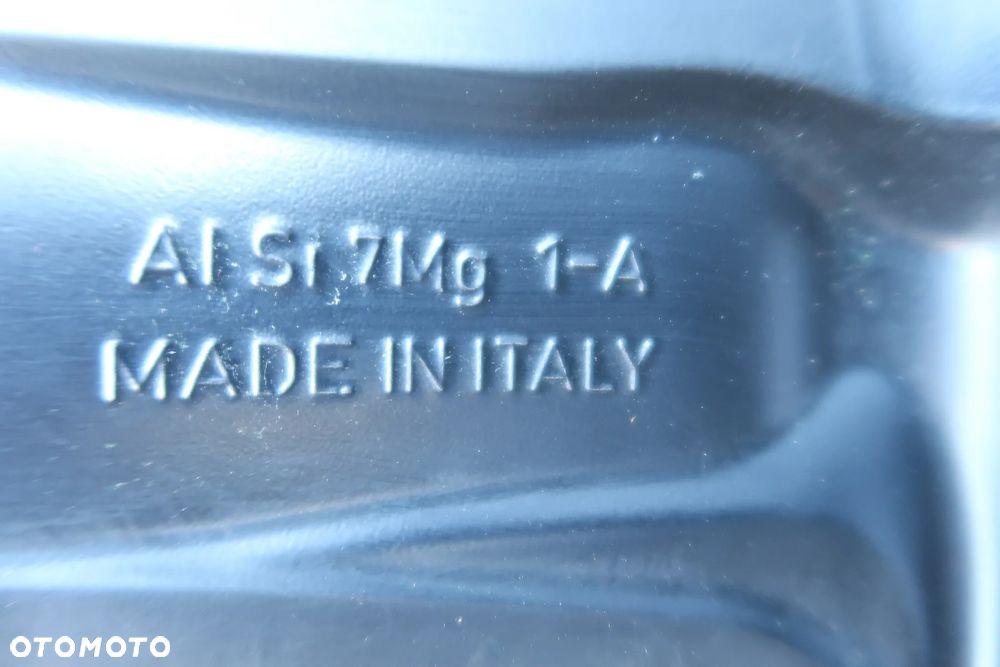 Al Si 7Mg 1-A
MADE IN ITALY
OTOMOTO